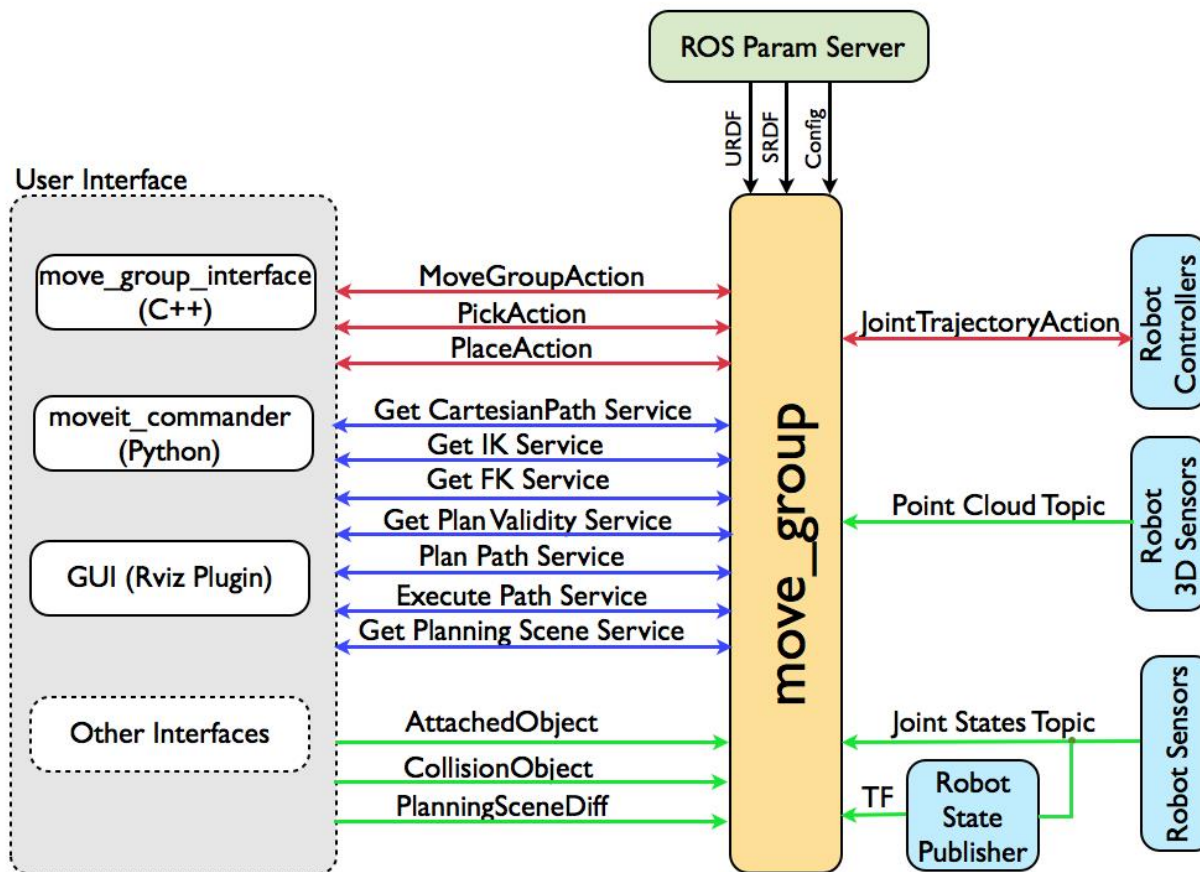 ROS Param Server
URDF
SRDF
Config
User Interface
move_group_interface
(C++)
moveit_commander
(Python)
GUI (Rviz Plugin)
Other Interfaces
MoveGroupAction
PickAction
PlaceAction
Get CartesianPath Service
Get IK Service
Get FK Service
Get Plan Validity Service
Plan Path Service
Execute Path Service
Get Planning Scene Service
AttachedObject
CollisionObject
PlanningSceneDiff
move_group
JointTrajectoryAction
Robot
Controllers
Point Cloud Topic
Robot
3D Sensors
Joint States Topic
TF
Robot
State
Publisher
Robot Sensors